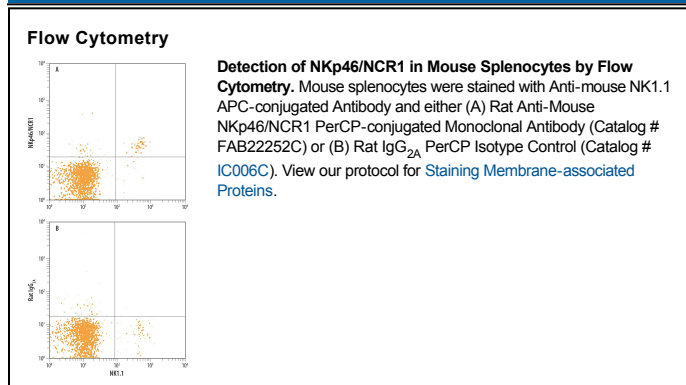 Flow Cytometry
Detection of NKp46/NCR1 in Mouse Splenocytes by Flow
Cytometry. Mouse splenocytes were stained with Anti-mouse NK1.1
APC-conjugated Antibody and either (A) Rat Anti-Mouse
NKp46/NCR1 PerCP-conjugated Monoclonal Antibody (Catalog #
FAB22252C) or (B) Rat IgG2A PerCP Isotype Control (Catalog #
IC006C). View our protocol for Staining Membrane-associated
Proteins.
A
NKp46/NCR1
B
Rat IgG2A
NK1.1